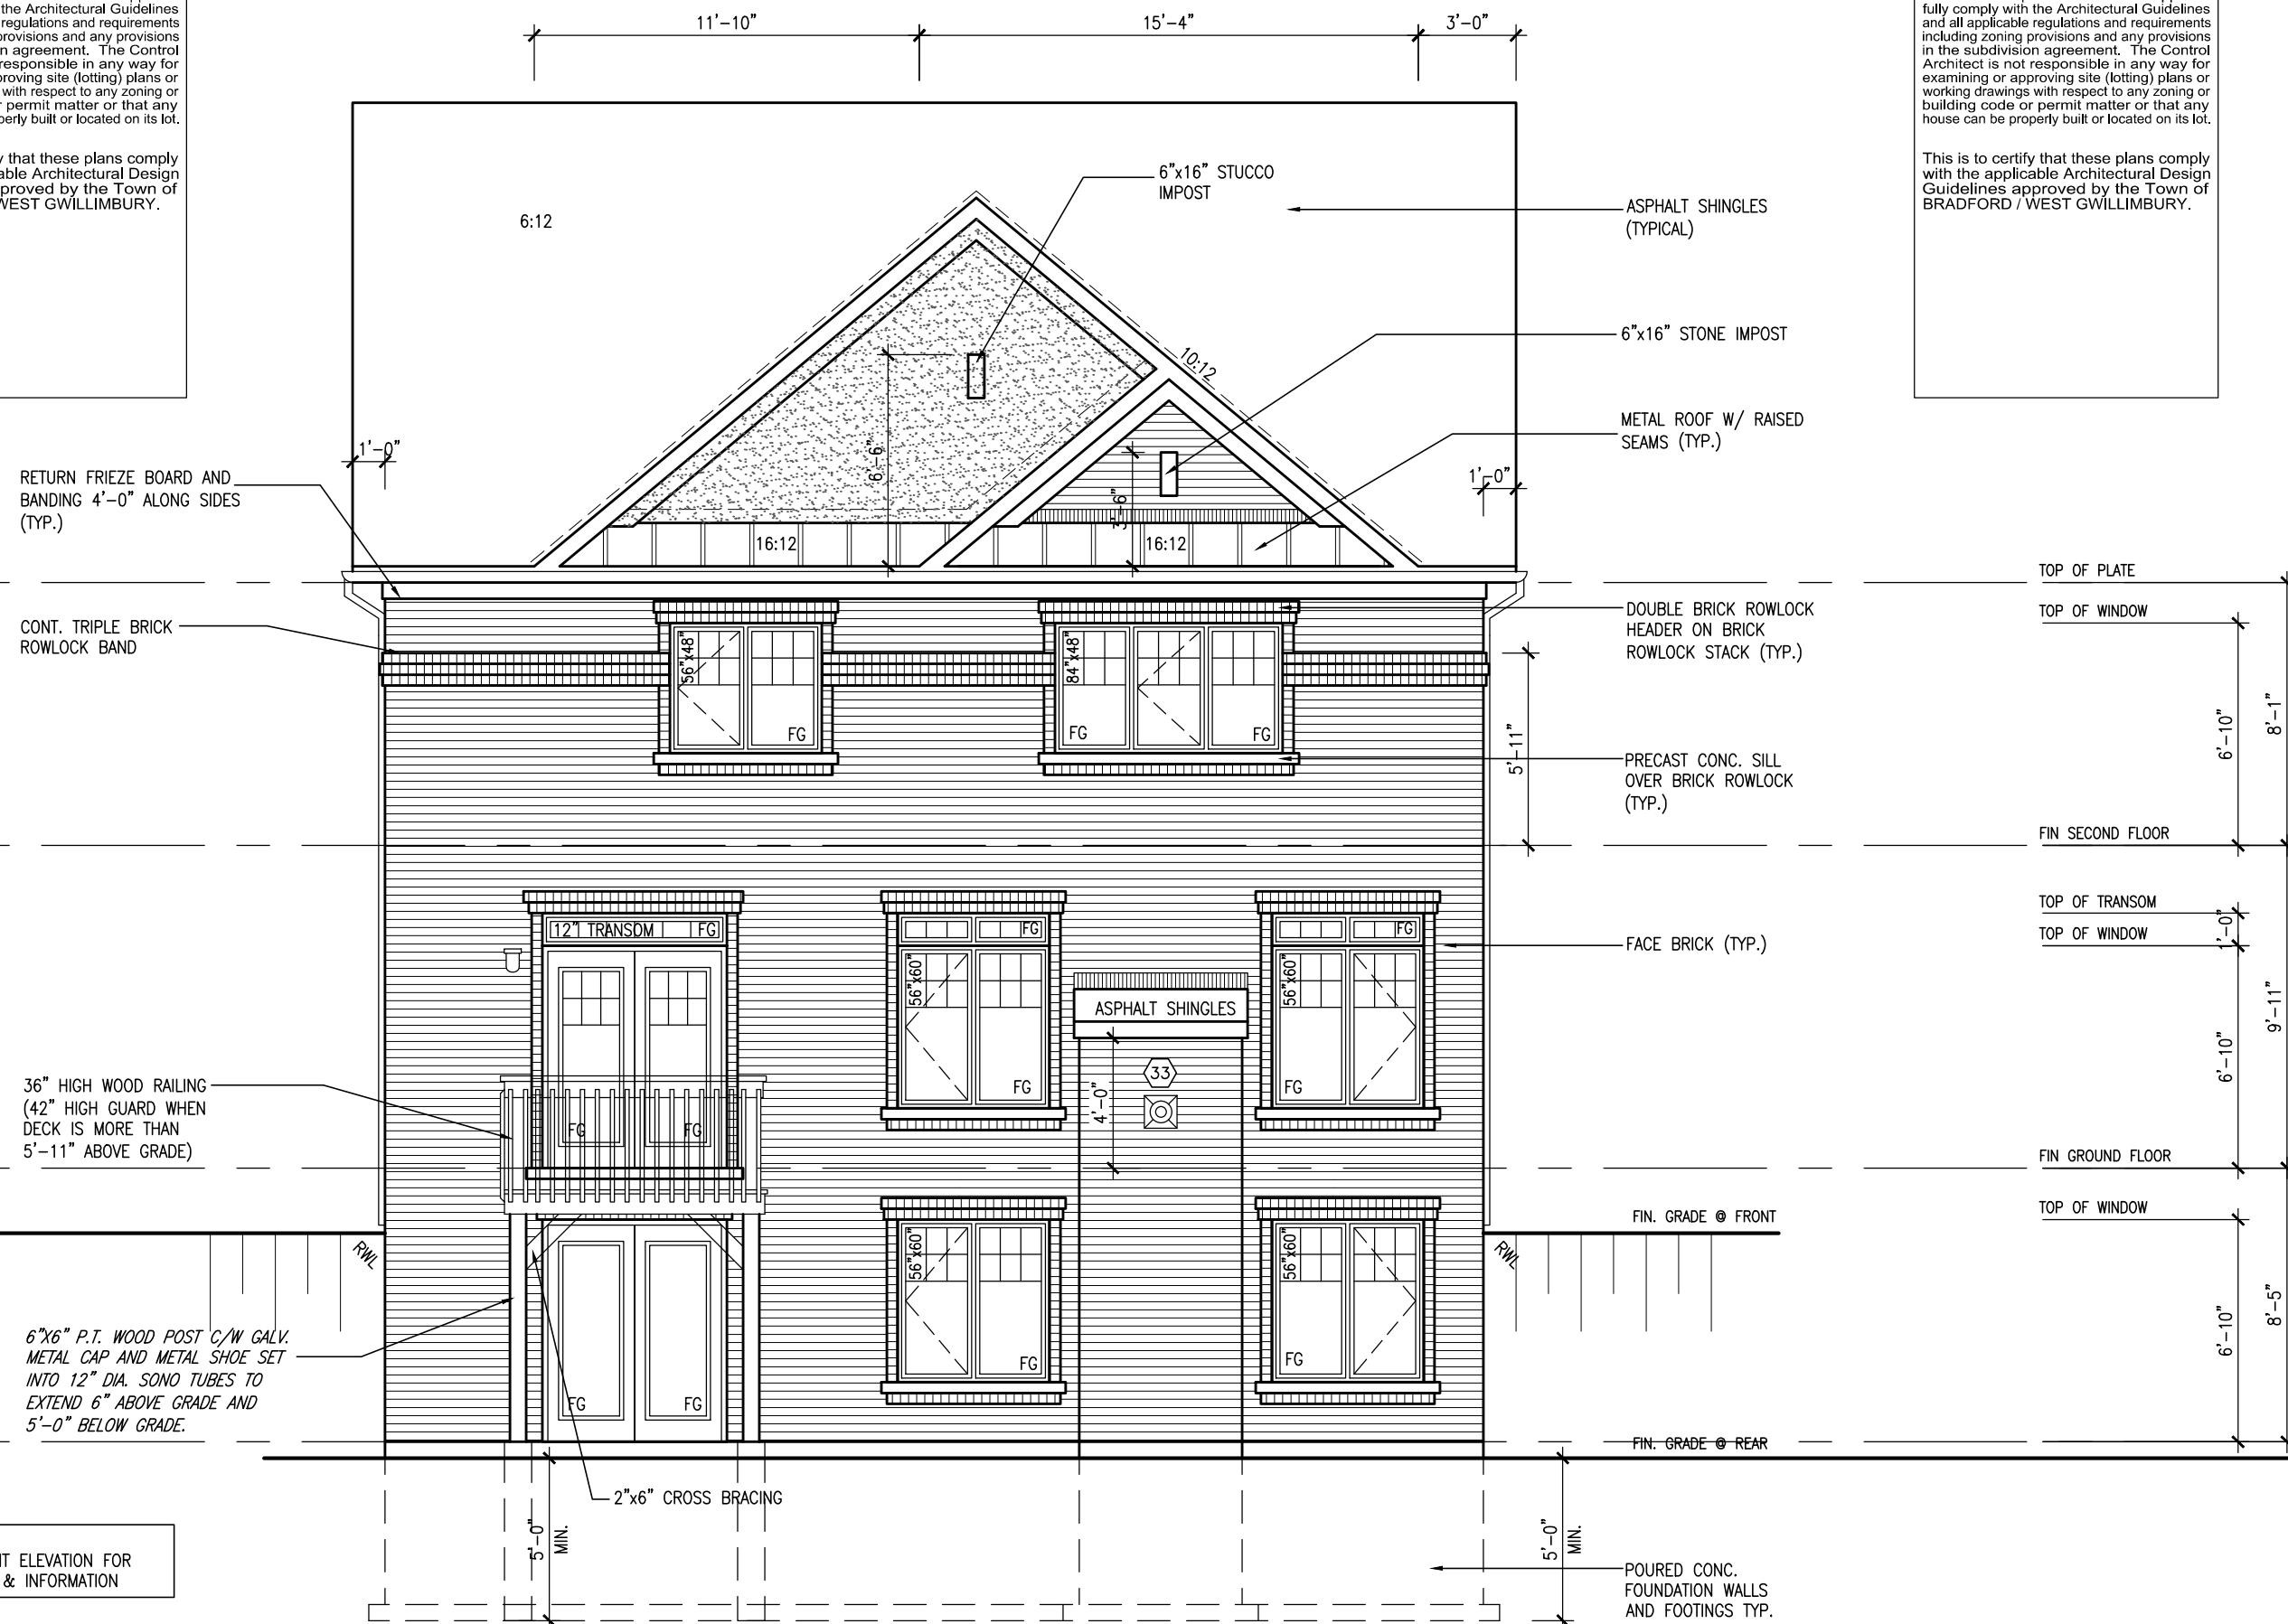 the Architectural Guidelines
regulations and requirements
provisions and any provisions
n agreement. The Control
responsible in any way for
proving site (lotting) plans or
with respect to any zoning or
r permit matter or that any
perly built or located on its lot.
y that these plans comply
able Architectural Design
pproved by the Town of
WEST GWILLIMBURY.
fully comply with the Architectural Guidelines
and all applicable regulations and requirements
including zoning provisions and any provisions
in the subdivision agreement. The Control
Architect is not responsible in any way for
examining or approving site (lotting) plans or
working drawings with respect to any zoning or
building code or permit matter or that any
house can be properly built or located on its lot.
This is to certify that these plans comply
with the applicable Architectural Design
Guidelines approved by the Town of
BRADFORD / WEST GWILLIMBURY.
11'-10"
15'-4"
3'-0"
6:12
6"x16" STUCCO
IMPOST
ASPHALT SHINGLES
(TYPICAL)
6"x16" STONE IMPOST
10:12
METAL ROOF W/ RAISED
SEAMS (TYP.)
1'-0"
1'-0"
6'-6"
3'-6"
16:12
16:12
RETURN FRIEZE BOARD AND
BANDING 4'-0" ALONG SIDES
(TYP.)
CONT. TRIPLE BRICK
ROWLOCK BAND
56"x48"
FG
84"x48"
FG
FG
DOUBLE BRICK ROWLOCK
HEADER ON BRICK
ROWLOCK STACK (TYP.)
5'-11"
PRECAST CONC. SILL
OVER BRICK ROWLOCK
(TYP.)
TOP OF PLATE
TOP OF WINDOW
6'-10"
8'-1"
FIN SECOND FLOOR
TOP OF TRANSOM
1'-0"
TOP OF WINDOW
6'-10"
9'-11"
FIN GROUND FLOOR
TOP OF WINDOW
6'-10"
8'-5"
12" TRANSOM
FG
FG
FG
56"x60"
FG
ASPHALT SHINGLES
33
4'-0"
FG
56"x60"
FG
FACE BRICK (TYP.)
36" HIGH WOOD RAILING
(42" HIGH GUARD WHEN
DECK IS MORE THAN
5'-11" ABOVE GRADE)
FIN. GRADE @ FRONT
RWL
RWL
FG
FG
56"x60"
FG
56"x60"
FG
6"X6" P.T. WOOD POST C/W GALV.
METAL CAP AND METAL SHOE SET
INTO 12" DIA. SONO TUBES TO
EXTEND 6" ABOVE GRADE AND
5'-0" BELOW GRADE.
FIN. GRADE @ REAR
2"x6" CROSS BRACING
5'-0"
MIN.
5'-0"
MIN.
POURED CONC.
FOUNDATION WALLS
AND FOOTINGS TYP.
T ELEVATION FOR
& INFORMATION